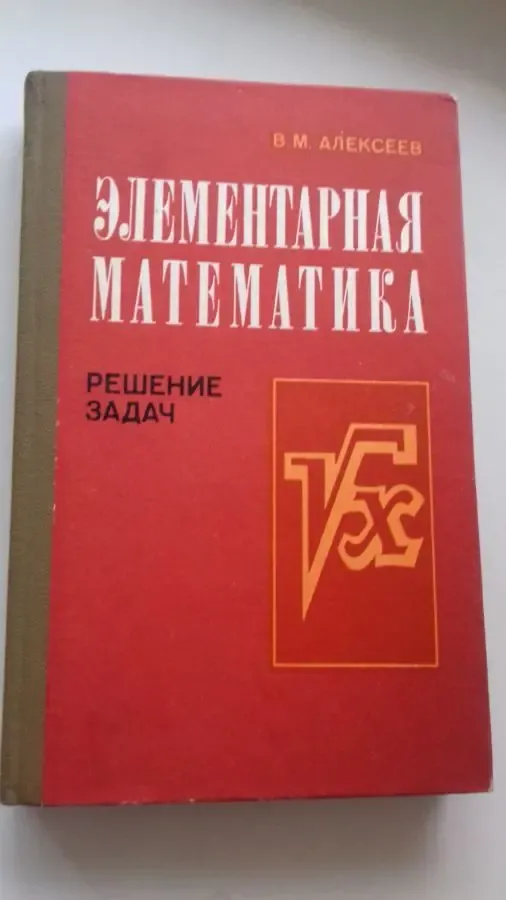 В. М. АЛЕКСЕЕВ
ЭЛЕМЕНТАРНАЯ
МАТЕМАТИКА
РЕШЕНИЕ
ЗАДАЧ
√x